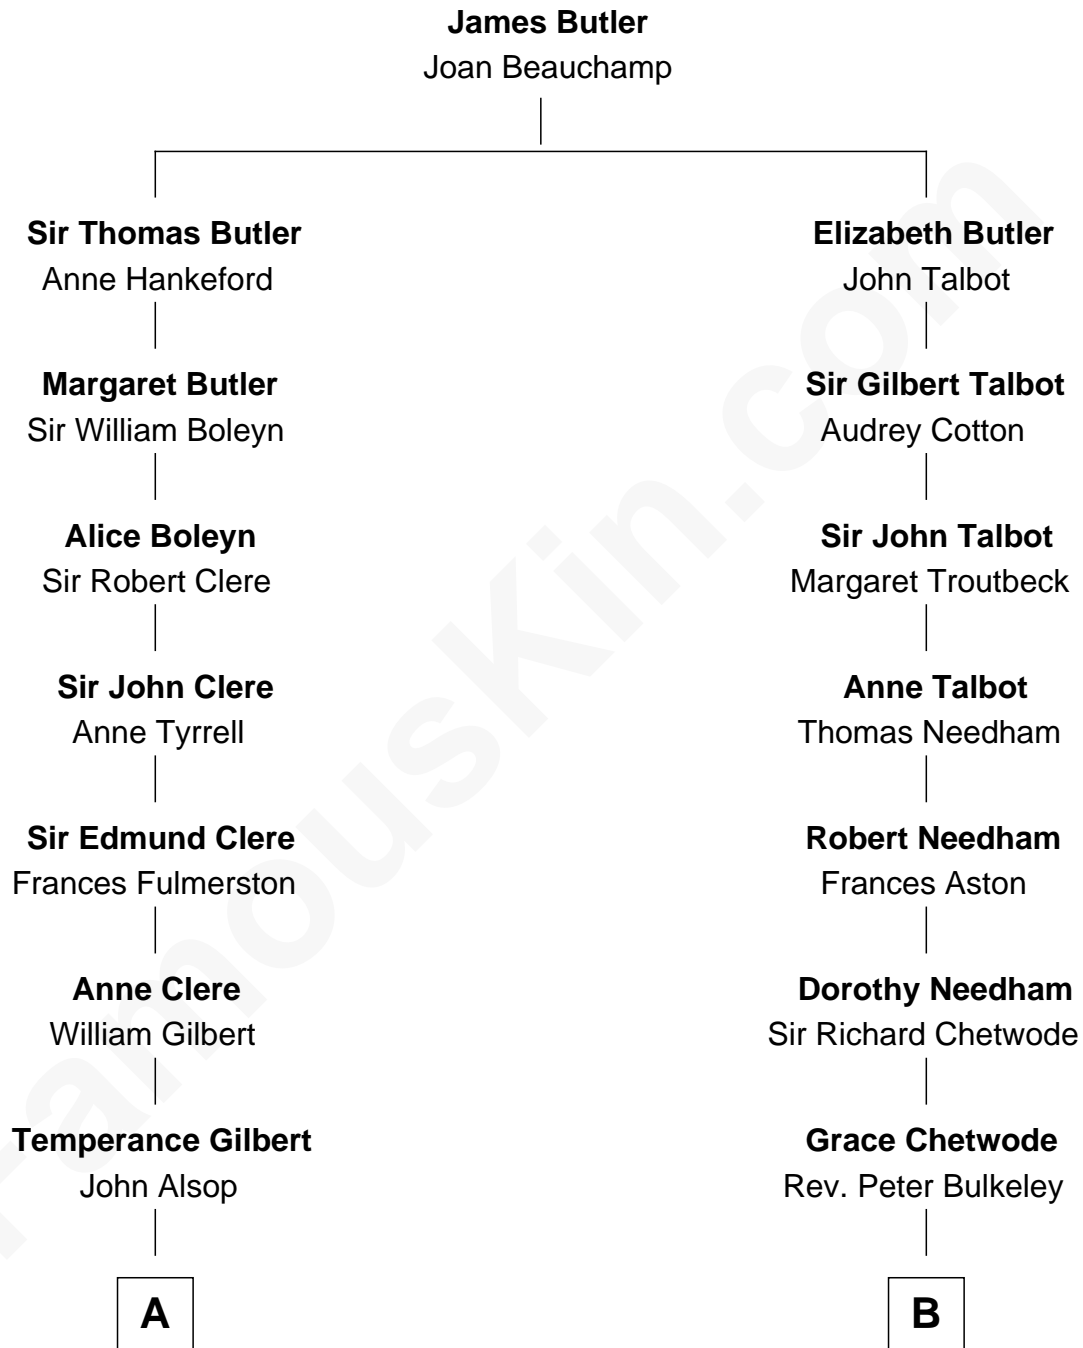 James Butler
Joan Beauchamp
Sir Thomas Butler
Anne Hankeford
Margaret Butler
Sir William Boleyn
Alice Boleyn
Sir Robert Clere
Sir John Clere
Anne Tyrrell
Sir Edmund Clere
Frances Fulmerston
Anne Clere
William Gilbert
Temperance Gilbert
John Alsop
A
Elizabeth Butler
John Talbot
Sir Gilbert Talbot
Audrey Cotton
Sir John Talbot
Margaret Troutbeck
Anne Talbot
Thomas Needham
Robert Needham
Frances Aston
Dorothy Needham
Sir Richard Chetwode
Grace Chetwode
Rev. Peter Bulkeley
B
FamousKin.com